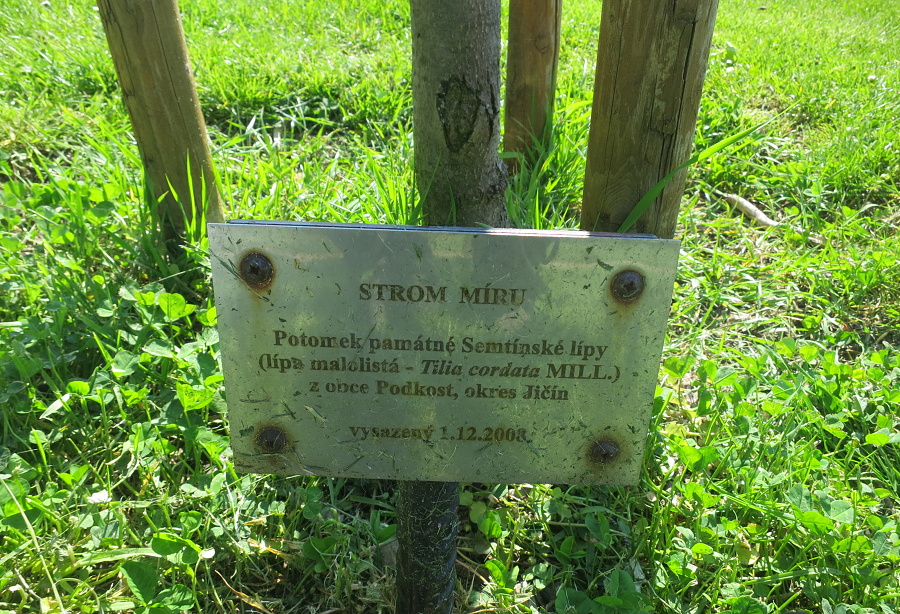 STROM MÍRU
Potomek památné Semtínské lípy
(lípa malolistá - Tilia cordata MILL.)
z obce Podkost, okres Jičín
vysazený 1.12.2008.